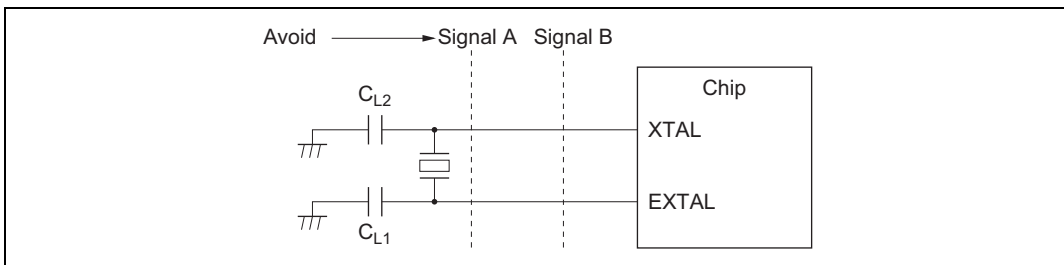 Avoid
Signal A
Signal B
CL2
Chip
XTAL
EXTAL
CL1